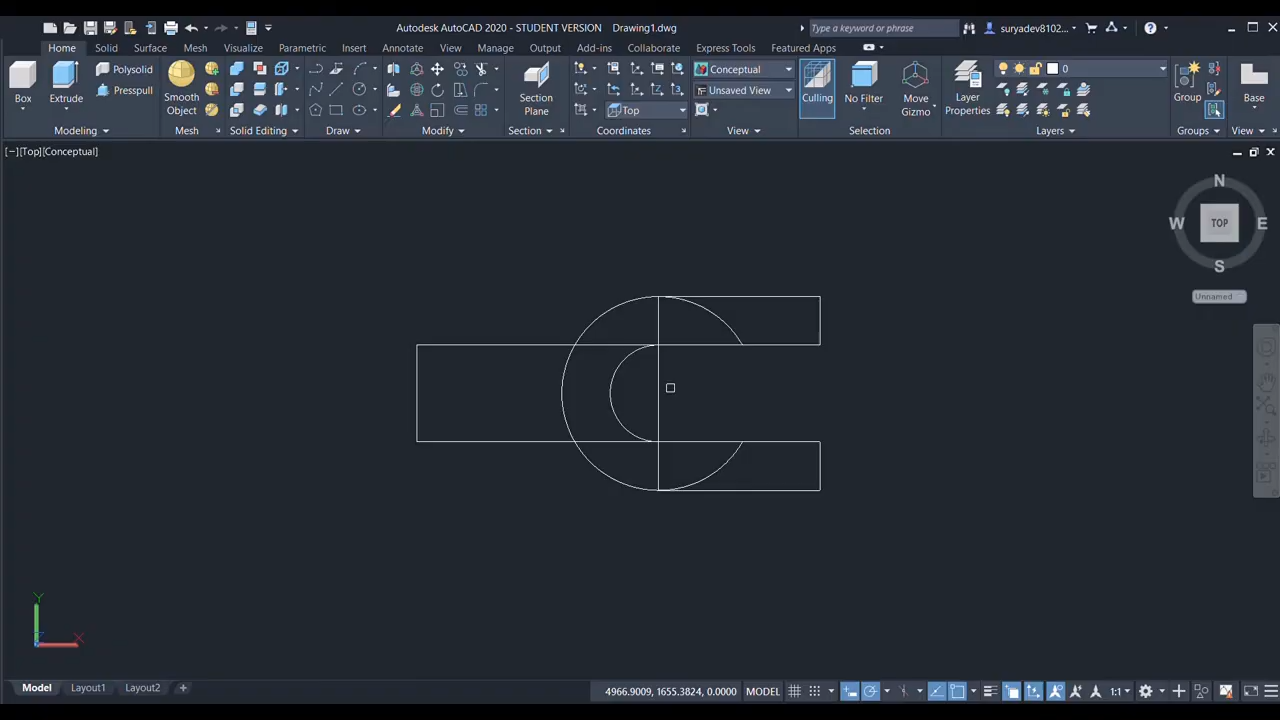 Autodesk AutoCAD 2020 - STUDENT VERSION Drawing1.dwg
Type a keyword or phrase
suryadev8102...
Home Solid Surface Mesh Visualize Parametric Insert Annotate View Manage Output Add-ins Collaborate Express Tools Featured Apps
Box
Extrude
Polysolid
Presspull
Smooth
Object
Section
Plane
Conceptual
Unsaved View
Top
Culling
No Filter
Move
Gizmo
Layer
Properties
0
Group
Base
Modeling
Mesh
Solid Editing
Draw
Modify
Section
Coordinates
View
Selection
Layers
Groups
View
[−][Top][Conceptual]
N
W
TOP
E
S
Unnamed
Y
Z
X
Model Layout1 Layout2
4966.9009, 1655.3824, 0.0000 MODEL
1:1